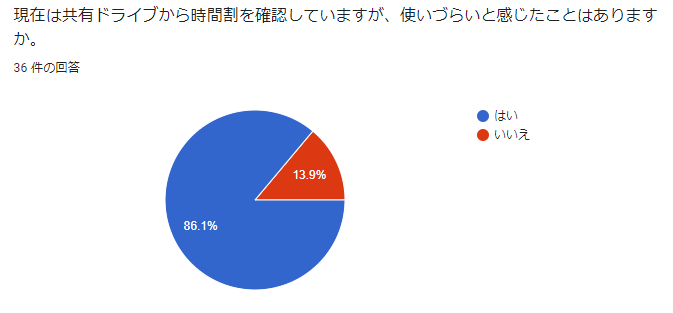 現在は共有ドライブから時間割を確認していますが、使いづらいと感じたことはあります
か。
36 件の回答
はい
いいえ
13.9%
86.1%